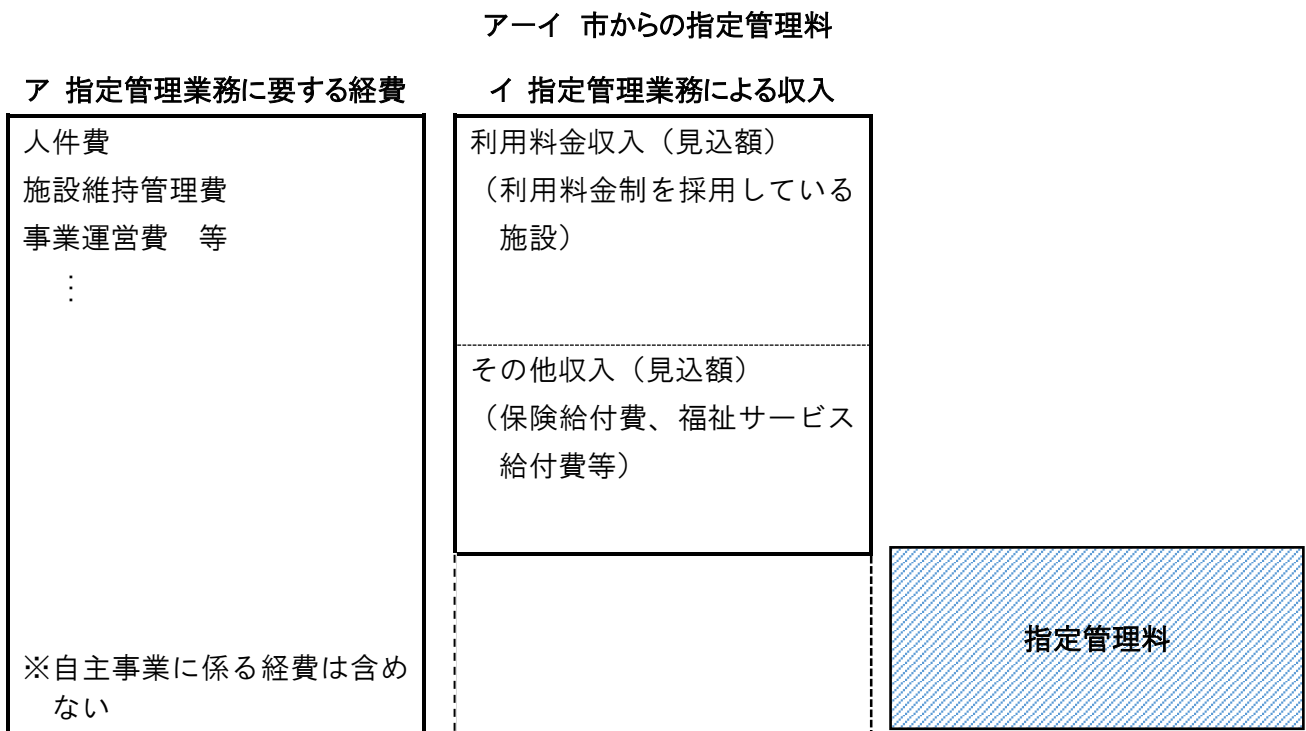 アーイ 市からの指定管理料
ア 指定管理業務に要する経費
人件費
施設維持管理費
事業運営費 等
⋮
※自主事業に係る経費は含め
ない
イ 指定管理業務による収入
利用料金収入（見込額）
（利用料金制を採用している
施設）
その他収入（見込額）
（保険給付費、福祉サービス
給付費等）
指定管理料